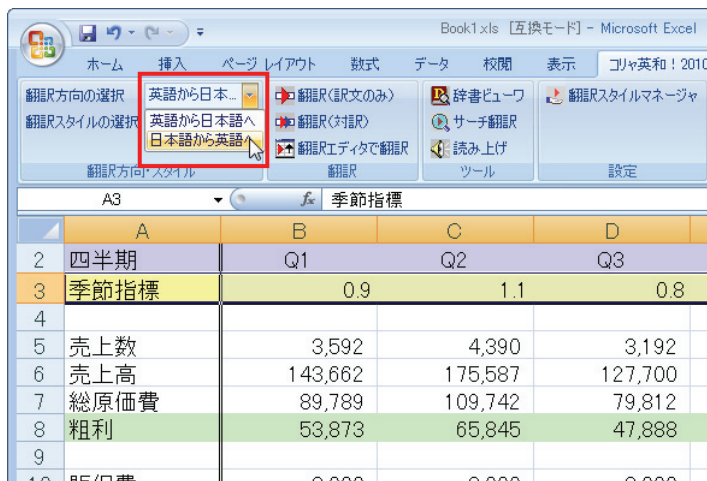 Book1.xls [互換モード] - Microsoft Excel
ホーム 挿入 ページ レイアウト 数式 データ 校閲 表示 コリャ英和！2010
翻訳方向の選択 英語から日本... 翻訳(訳文のみ) 辞書ビューワ 翻訳スタイルマネージャ
翻訳スタイルの選択 英語から日本語へ 翻訳(対訳) サーチ翻訳
日本語から英語へ 翻訳エディタで翻訳 読み上げ
翻訳方向・スタイル 翻訳 ツール 設定
A3 fx 季節指標
A B C D
2 四半期 Q1 Q2 Q3
3 季節指標 0.9 1.1 0.8
4
5 売上数 3,592 4,390 3,192
6 売上高 143,662 175,587 127,700
7 総原価費 89,789 109,742 79,812
8 粗利 53,873 65,845 47,888
9